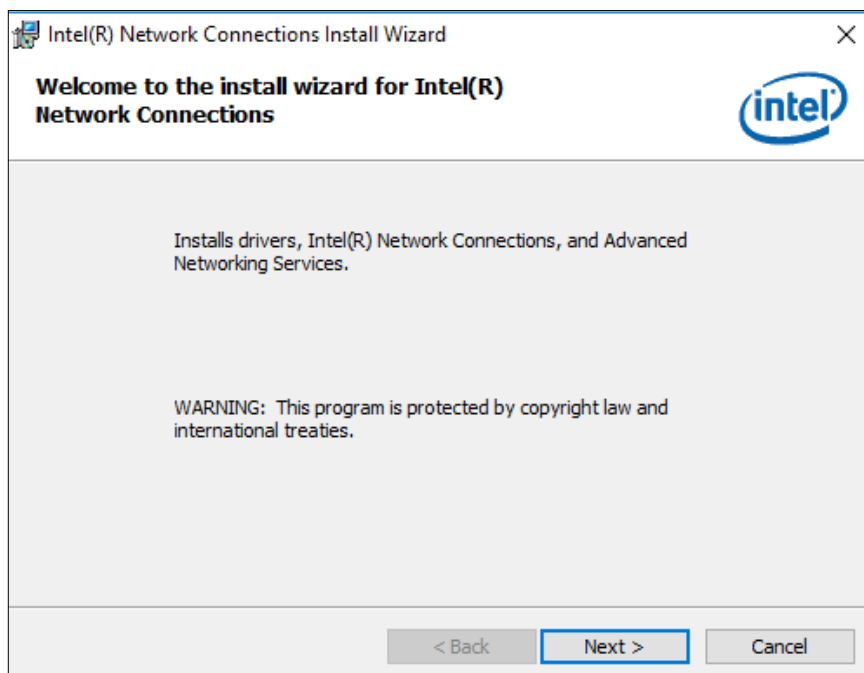 Intel(R) Network Connections Install Wizard
Welcome to the install wizard for Intel(R)
Network Connections
intel
Installs drivers, Intel(R) Network Connections, and Advanced
Networking Services.
WARNING:  This program is protected by copyright law and
international treaties.
< Back
Next >
Cancel